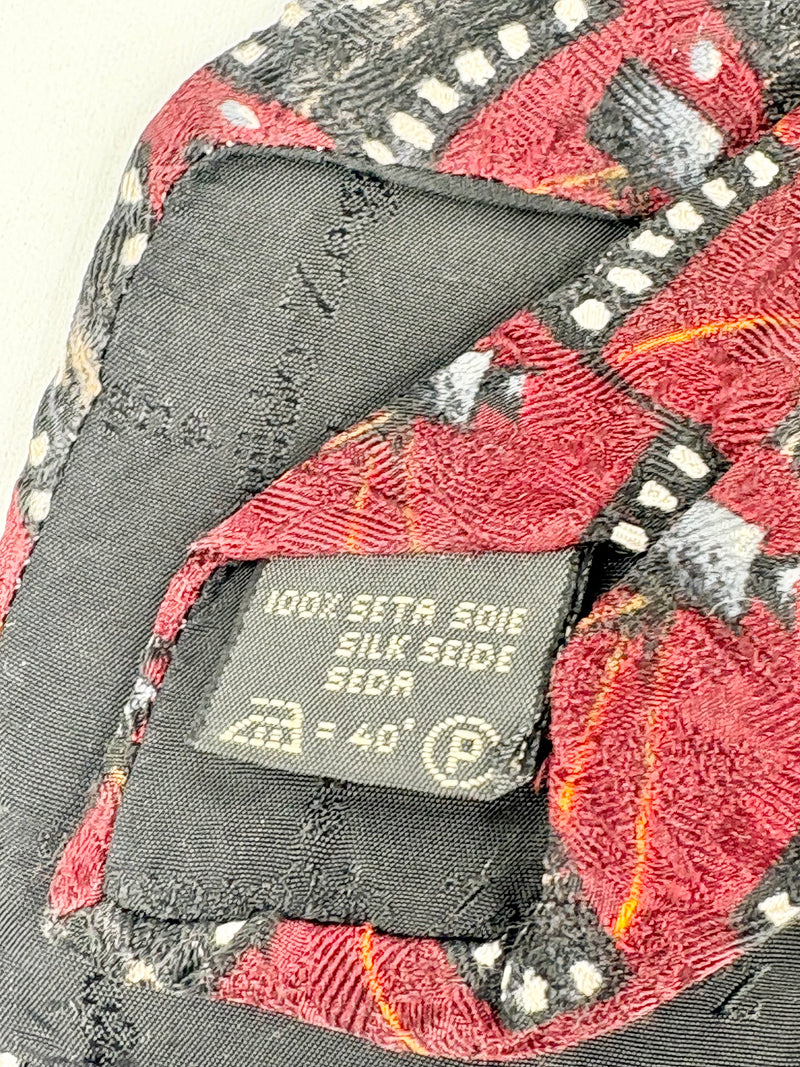 100% SETA SOIE
SILK SEIDE
SEDA
= 40° P